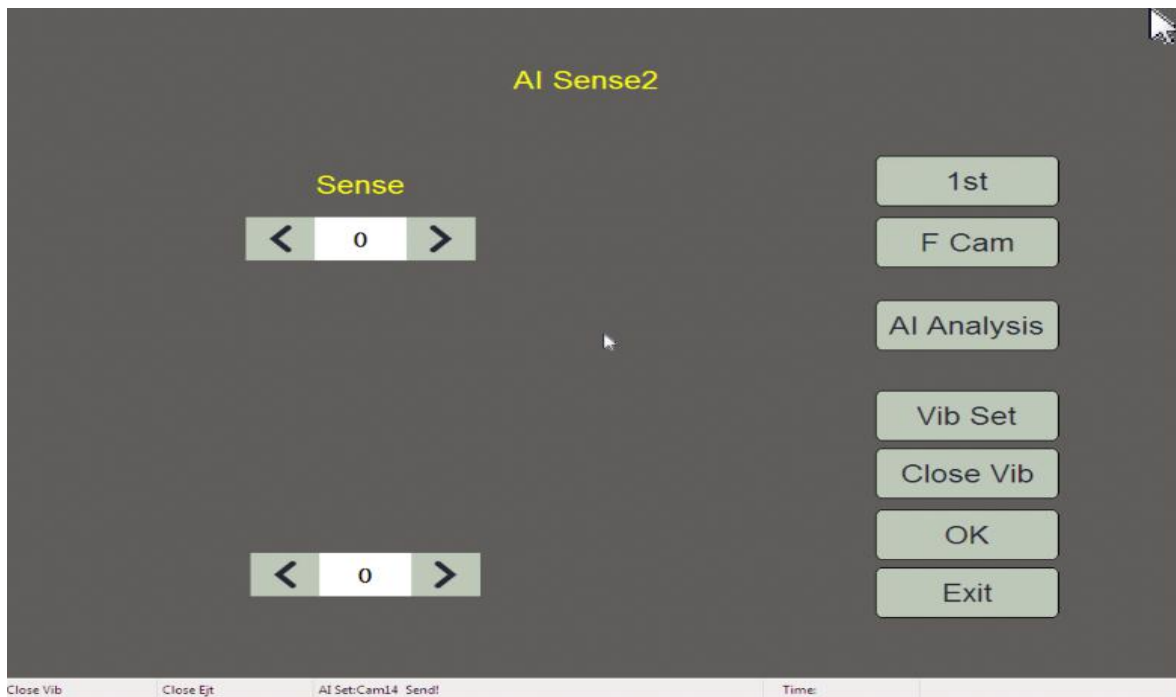 AI Sense2
Sense
0
1st
F Cam
AI Analysis
Vib Set
Close Vib
OK
0
Exit
Close Vib Close Ejt AI Set:Cam14 Send! Time: